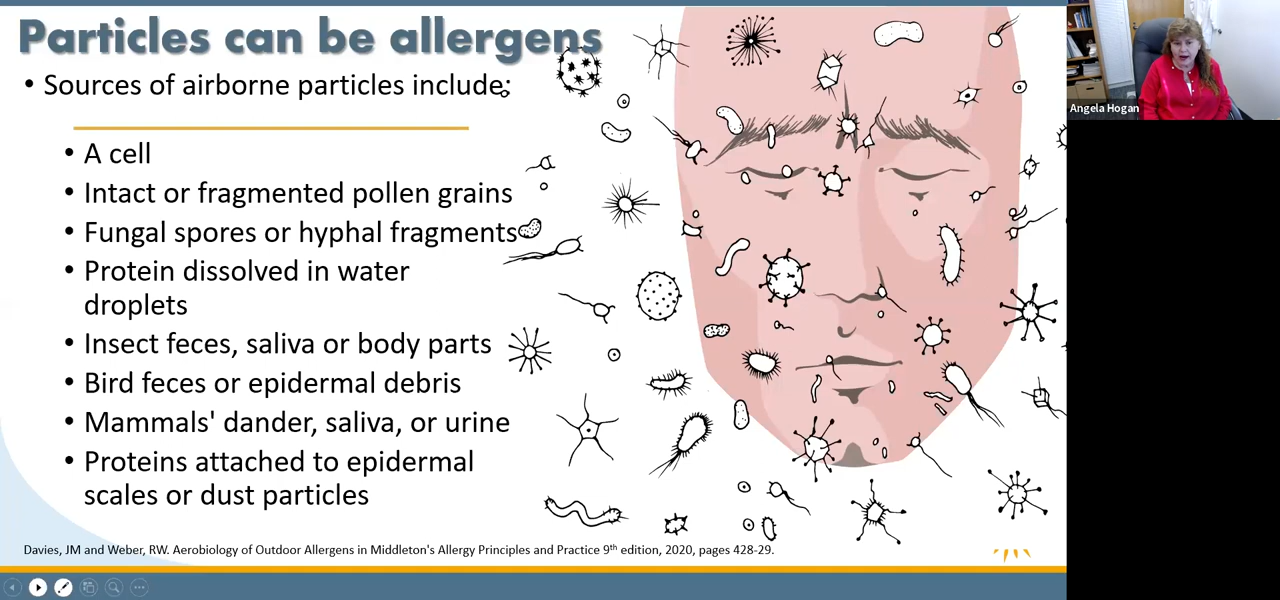 Particles can be allergens
• Sources of airborne particles include:
• A cell
• Intact or fragmented pollen grains
• Fungal spores or hyphal fragments
• Protein dissolved in water
droplets
• Insect feces, saliva or body parts
• Bird feces or epidermal debris
• Mammals' dander, saliva, or urine
• Proteins attached to epidermal
scales or dust particles
Davies, JM and Weber, RW. Aerobiology of Outdoor Allergens in Middleton's Allergy Principles and Practice 9th edition, 2020, pages 428-29.
Angela Hogan